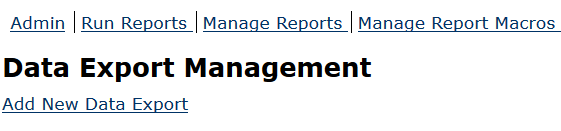 Admin | Run Reports | Manage Reports | Manage Report Macros
Data Export Management
Add New Data Export